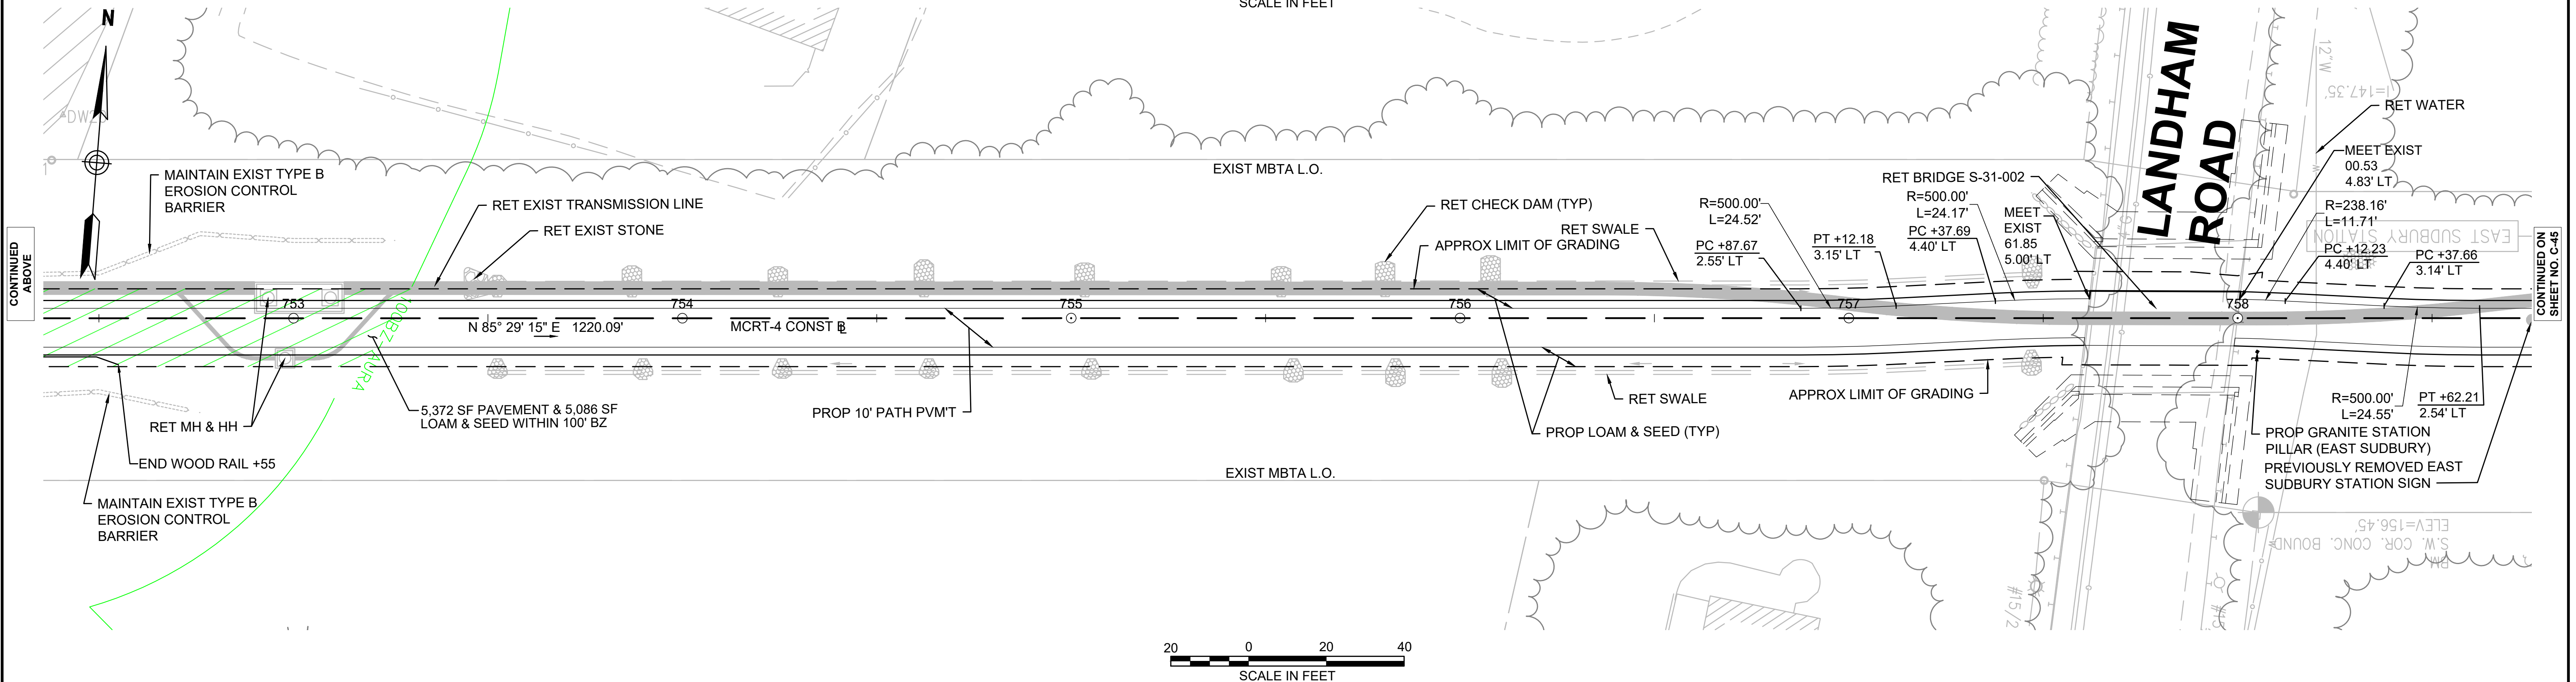 SCALE IN FEET
N
LANDHAM
ROAD
12"W
I=147.35'
RET WATER
MEET EXIST
00.53
4.83' LT
EXIST MBTA L.O.
MAINTAIN EXIST TYPE B
EROSION CONTROL
BARRIER
RET EXIST TRANSMISSION LINE
RET EXIST STONE
RET CHECK DAM (TYP)
RET SWALE
APPROX LIMIT OF GRADING
R=500.00'
L=24.52'
PC +87.67
2.55' LT
PT +12.18
3.15' LT
RET BRIDGE S-31-002
R=500.00'
L=24.17'
PC +37.69
4.40' LT
MEET
EXIST
61.85
5.00' LT
R=238.16'
L=11.71'
EAST SUDBURY STATION
PC +12.23
4.40' LT
PC +37.66
3.14' LT
CONTINUED
ABOVE
CONTINUED ON
SHEET NO. C-45
753
754
755
756
757
758
N 85° 29' 15" E 1220.09'
MCRT-4 CONST BL
100BZ-AURA
5,372 SF PAVEMENT & 5,086 SF
LOAM & SEED WITHIN 100' BZ
RET MH & HH
END WOOD RAIL +55
MAINTAIN EXIST TYPE B
EROSION CONTROL
BARRIER
PROP 10' PATH PVM'T
RET SWALE
PROP LOAM & SEED (TYP)
APPROX LIMIT OF GRADING
R=500.00'
L=24.55'
PT +62.21
2.54' LT
PROP GRANITE STATION
PILLAR (EAST SUDBURY)
PREVIOUSLY REMOVED EAST
SUDBURY STATION SIGN
EXIST MBTA L.O.
BM
S.W. COR. CONC. BOUND
ELEV=156.45'
#15/2
20 0 20 40
SCALE IN FEET